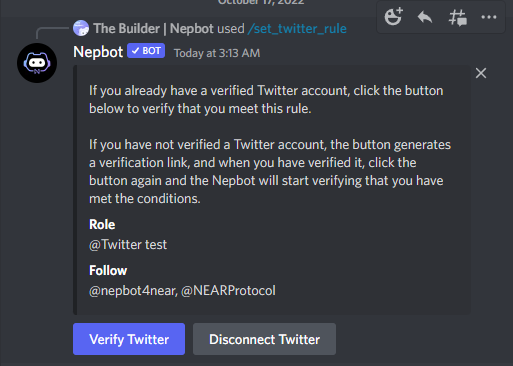 October 17, 2022
The Builder | Nepbot used /set_twitter_rule
Nepbot ✓ BOT Today at 3:13 AM
If you already have a verified Twitter account, click the button
below to verify that you meet this rule.
If you have not verified a Twitter account, the button generates
a verification link, and when you have verified it, click the
button again and the Nepbot will start verifying that you have
met the conditions.
Role
@Twitter test
Follow
@nepbot4near, @NEARProtocol
Verify Twitter Disconnect Twitter